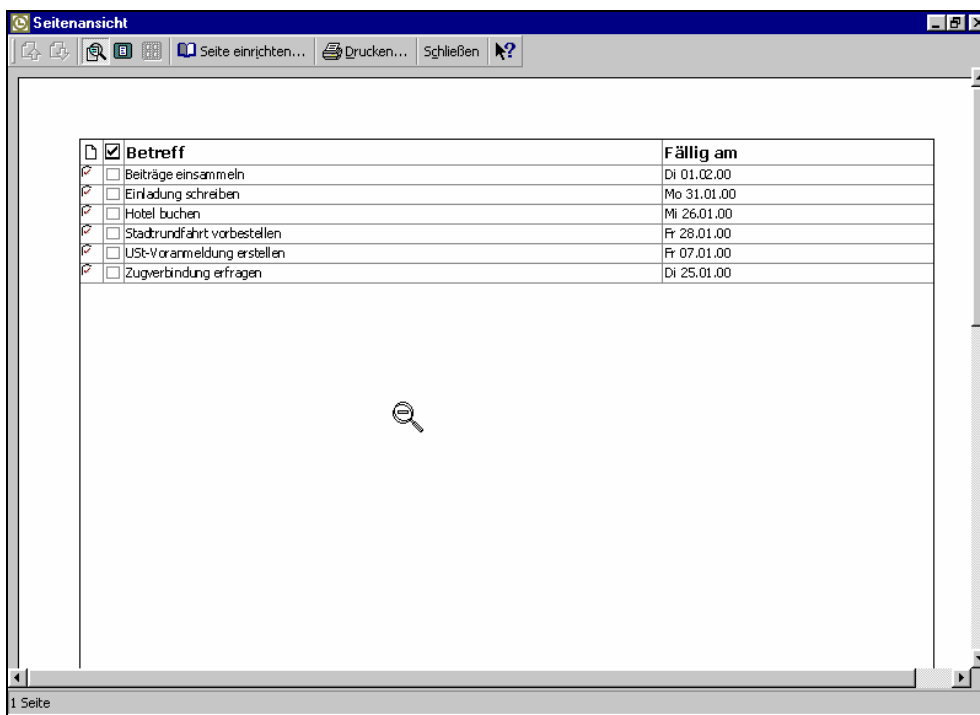 Seitenansicht
Seite einrichten... Drucken... Schließen
Betreff Fällig am
Beiträge einsammeln Di 01.02.00
Einladung schreiben Mo 31.01.00
Hotel buchen Mi 26.01.00
Stadtrundfahrt vorbestellen Fr 28.01.00
USt-Voranmeldung erstellen Fr 07.01.00
Zugverbindung erfragen Di 25.01.00
1 Seite